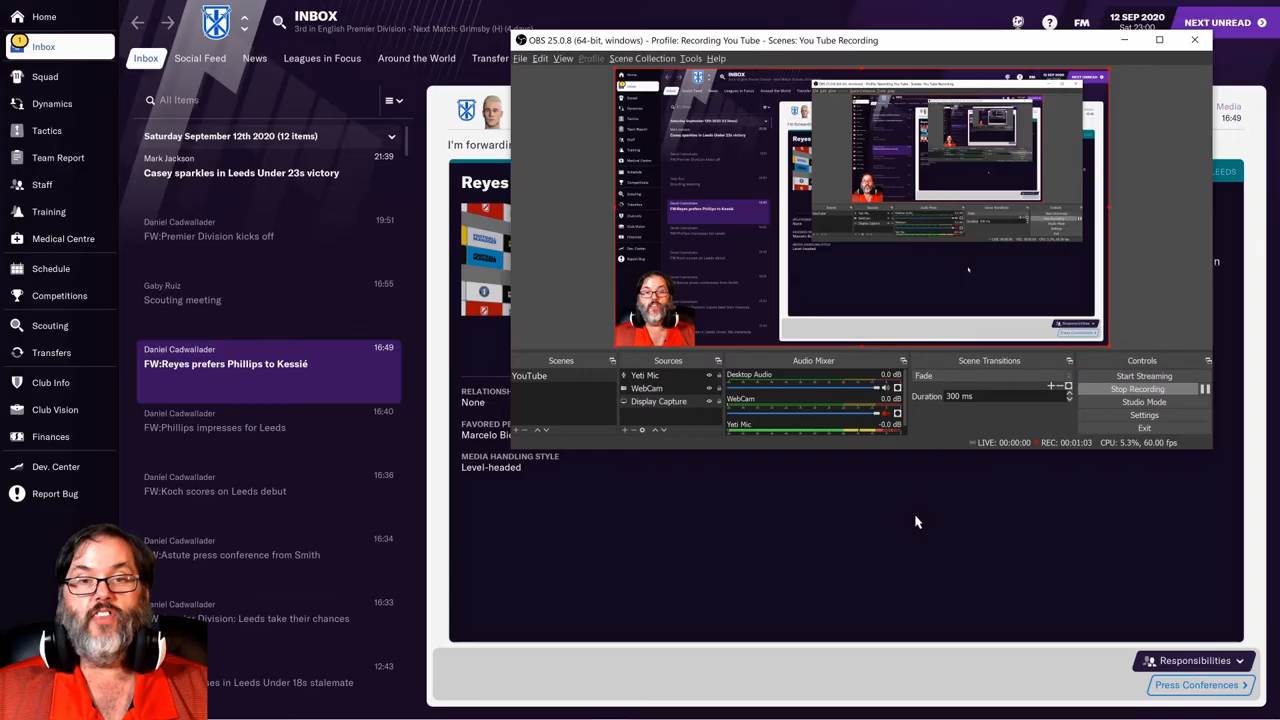 Home
1
Inbox
Squad
Dynamics
Tactics
Team Report
Staff
Training
Medical Centre
Schedule
Competitions
Scouting
Transfers
Club Info
Club Vision
Finances
Dev. Center
Report Bug
INBOX
3rd in English Premier Division - Next Match: Grimsby (H) (4 days)
FM
12 SEP 2020
Sat 23:00
NEXT UNREAD
Inbox
Social Feed
News
Leagues in Focus
Around the World
Transfer
All Items
Saturday September 12th 2020 (12 items)
Mark Jackson
21:39
Casey sparkles in Leeds Under 23s victory
Daniel Cadwallader
19:51
FW:Premier Division kicks off
Gaby Ruiz
16:55
Scouting meeting
Daniel Cadwallader
16:49
FW:Reyes prefers Phillips to Kessié
Daniel Cadwallader
16:40
FW:Phillips impresses for Leeds
Daniel Cadwallader
16:36
FW:Koch scores on Leeds debut
Daniel Cadwallader
16:34
FW:Astute press conference from Smith
Daniel Cadwallader
16:33
Division: Leeds take their chances
12:43
es in Leeds Under 18s stalemate
I'm forwardin
Media
16:49
Reyes
EEDS
RELATIONSH
None
FAVORED PE
Marcelo Bie
MEDIA HANDLING STYLE
Level-headed
Responsibilities
Press Conferences
OBS 25.0.8 (64-bit, windows) - Profile: Recording You Tube - Scenes: You Tube Recording
File Edit View Profile Scene Collection Tools Help
Scenes
Sources
Audio Mixer
Scene Transitions
Controls
YouTube
Yeti Mic
WebCam
Display Capture
Desktop Audio
0.0 dB
WebCam
0.0 dB
Yeti Mic
-0.0 dB
Fade
Duration 300 ms
Start Streaming
Stop Recording
Studio Mode
Settings
Exit
LIVE: 00:00:00
REC: 00:01:03
CPU: 5.3%, 60.00 fps